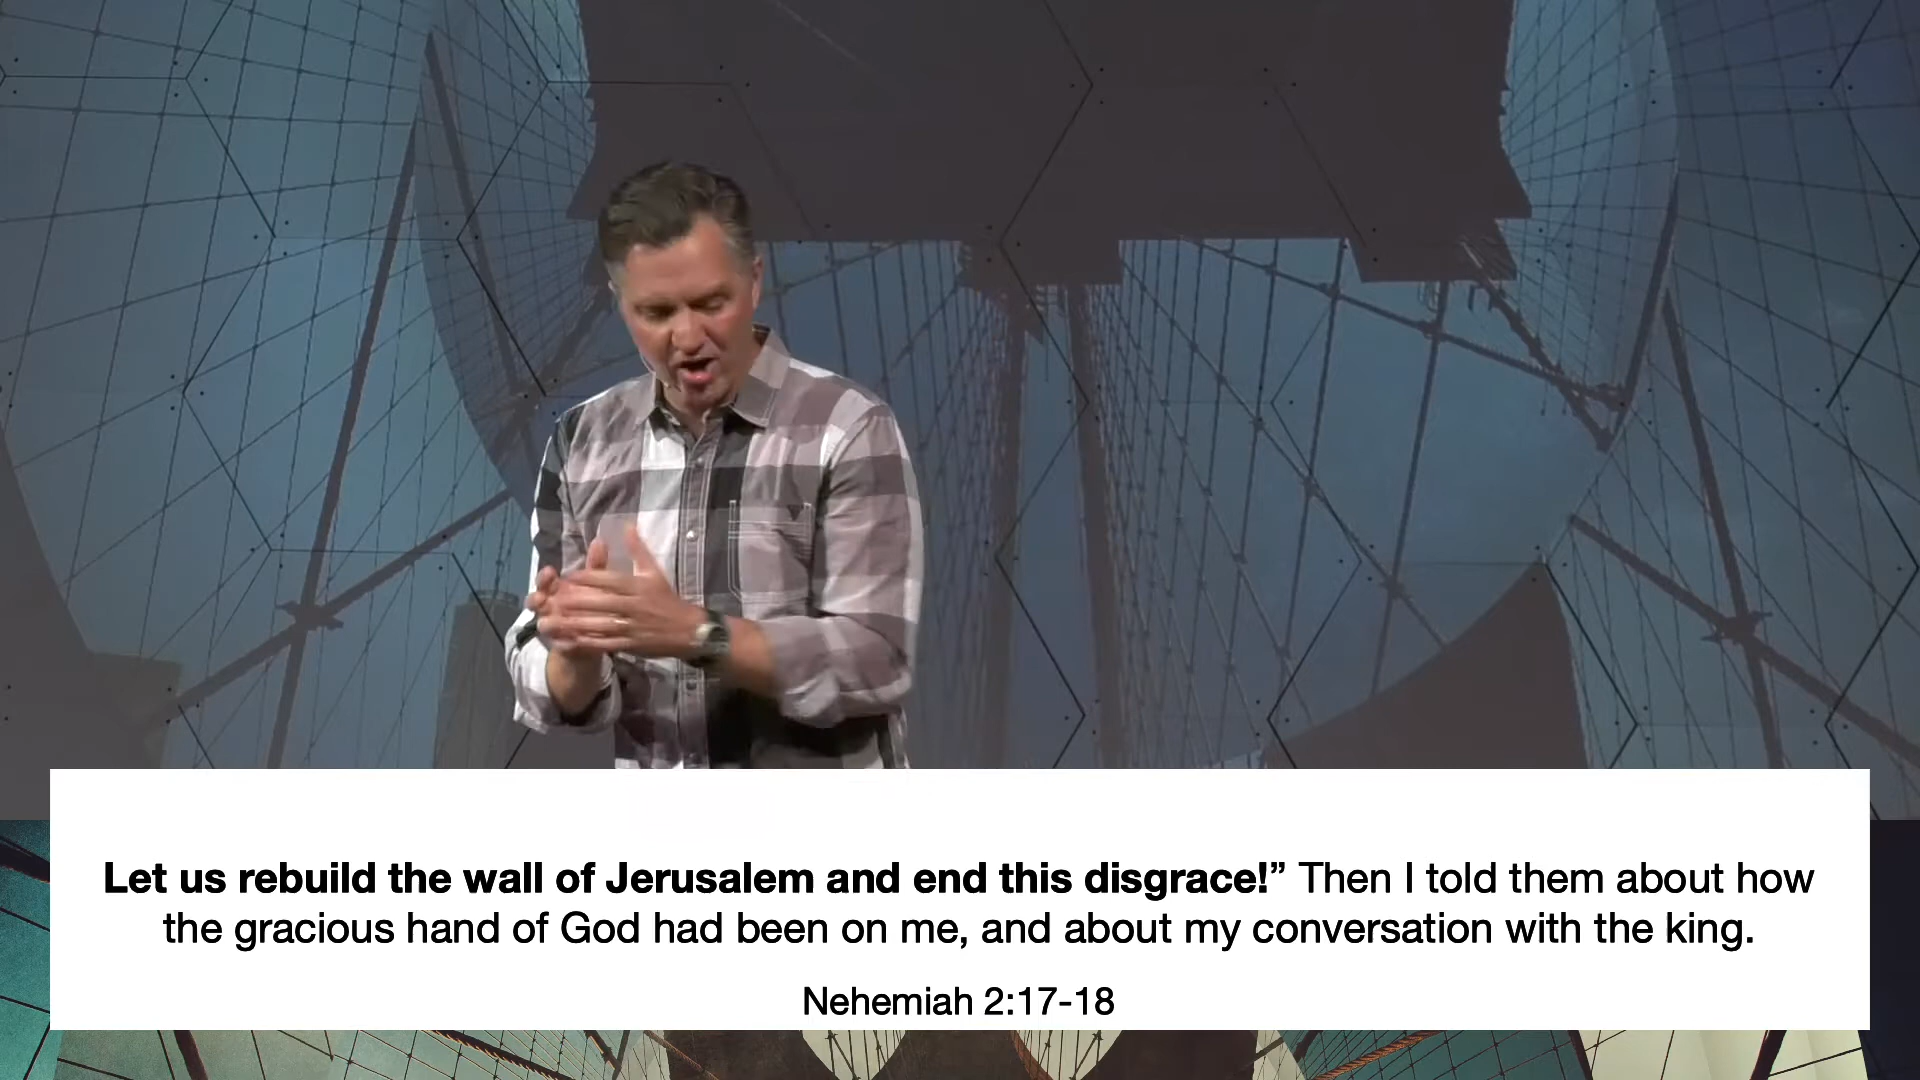 Let us rebuild the wall of Jerusalem and end this disgrace!” Then I told them about how
the gracious hand of God had been on me, and about my conversation with the king.
Nehemiah 2:17-18